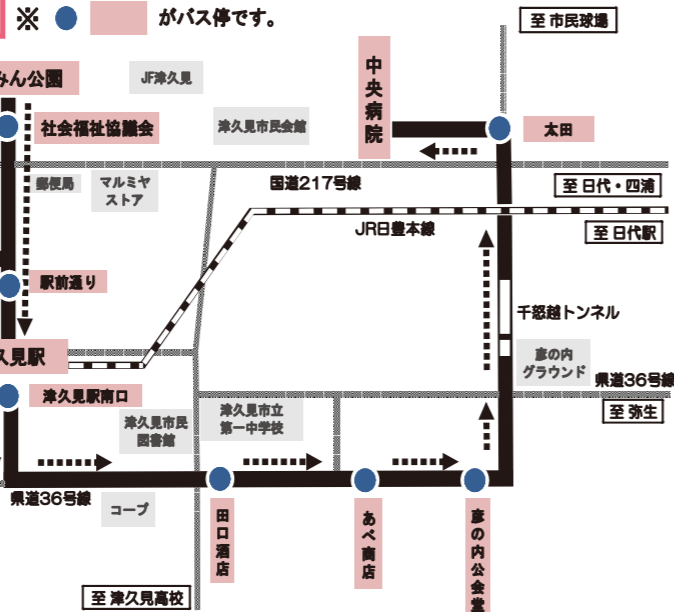 ※
がバス停です。
至 市民球場
みん公園
JF津久見
中央病院
社会福祉協議会
津久見市民会館
太田
郵便局
マルミヤ
ストア
国道217号線
至 日代・四浦
JR日豊本線
至 日代駅
駅前通り
千怒越トンネル
久見駅
彦の内
グラウンド
県道36号線
津久見駅南口
津久見市民
図書館
津久見市立
第一中学校
至 弥生
県道36号線
コープ
田口酒店
あべ商店
彦の内公会堂
至 津久見高校